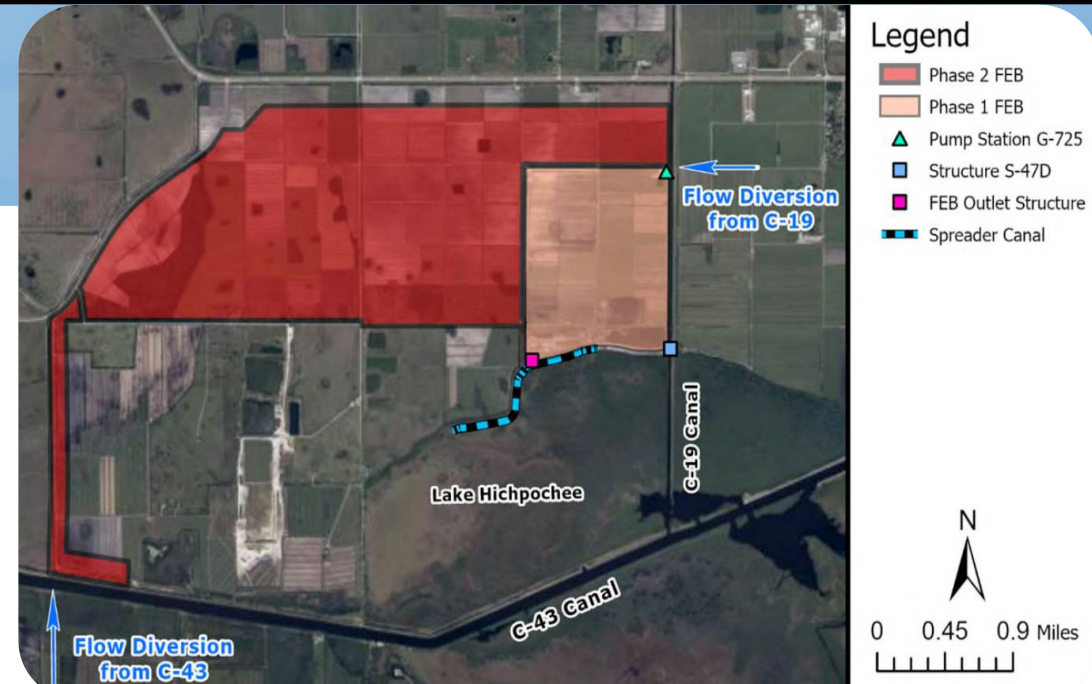 Legend
Phase 2 FEB
Phase 1 FEB
Pump Station G-725
Structure S-47D
FEB Outlet Structure
Spreader Canal
Flow Diversion
from C-19
C-19 Canal
Lake Hichpochee
C-43 Canal
Flow Diversion
from C-43
N
0 0.45 0.9 Miles